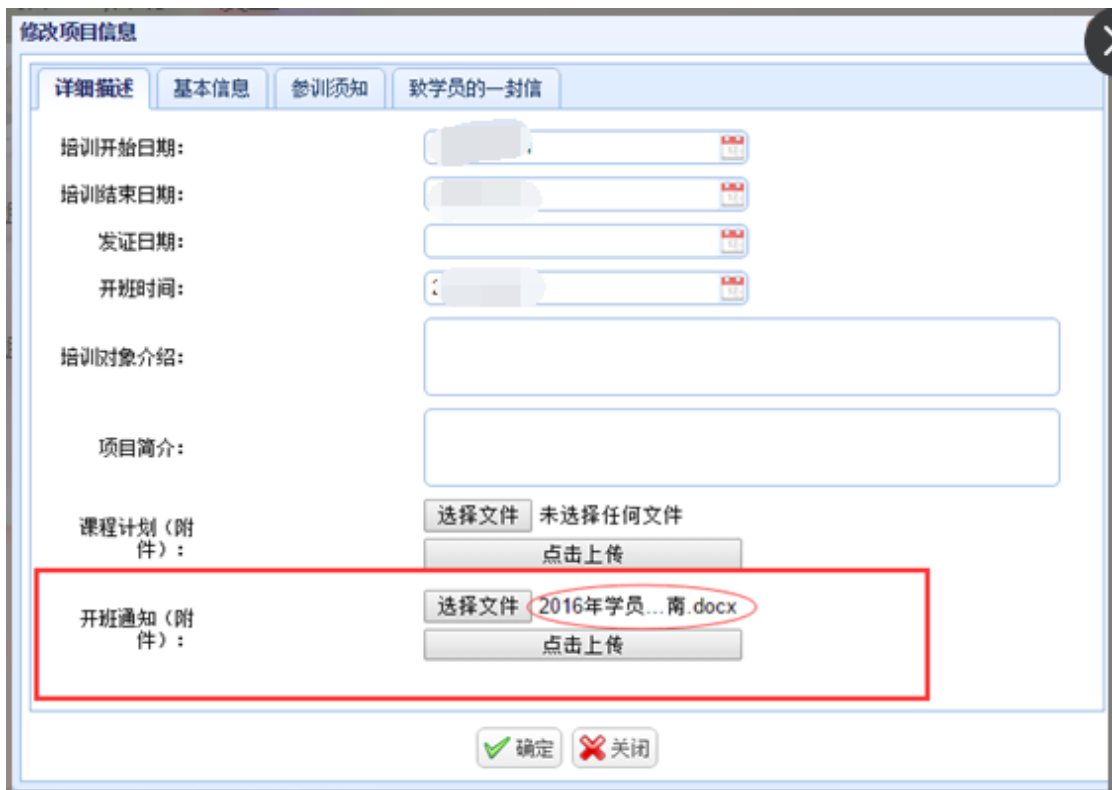 修改项目信息
详细描述 基本信息 参训须知 致学员的一封信
培训开始日期:
培训结束日期:
发证日期:
开班时间:
培训对象介绍:
项目简介:
课程计划(附
件):
选择文件 未选择任何文件
点击上传
开班通知(附
件):
选择文件 2016年学员...南.docx
点击上传
确定 关闭